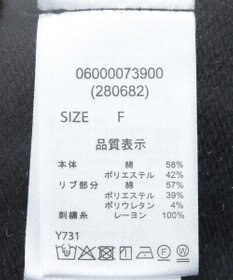 06000073900
(280682)
SIZE F
品質表示
本体 綿 58%
ポリエステル 42%
リブ部分 綿 57%
ポリエステル 39%
ポリウレタン 4%
刺繍糸 レーヨン 100%
Y731